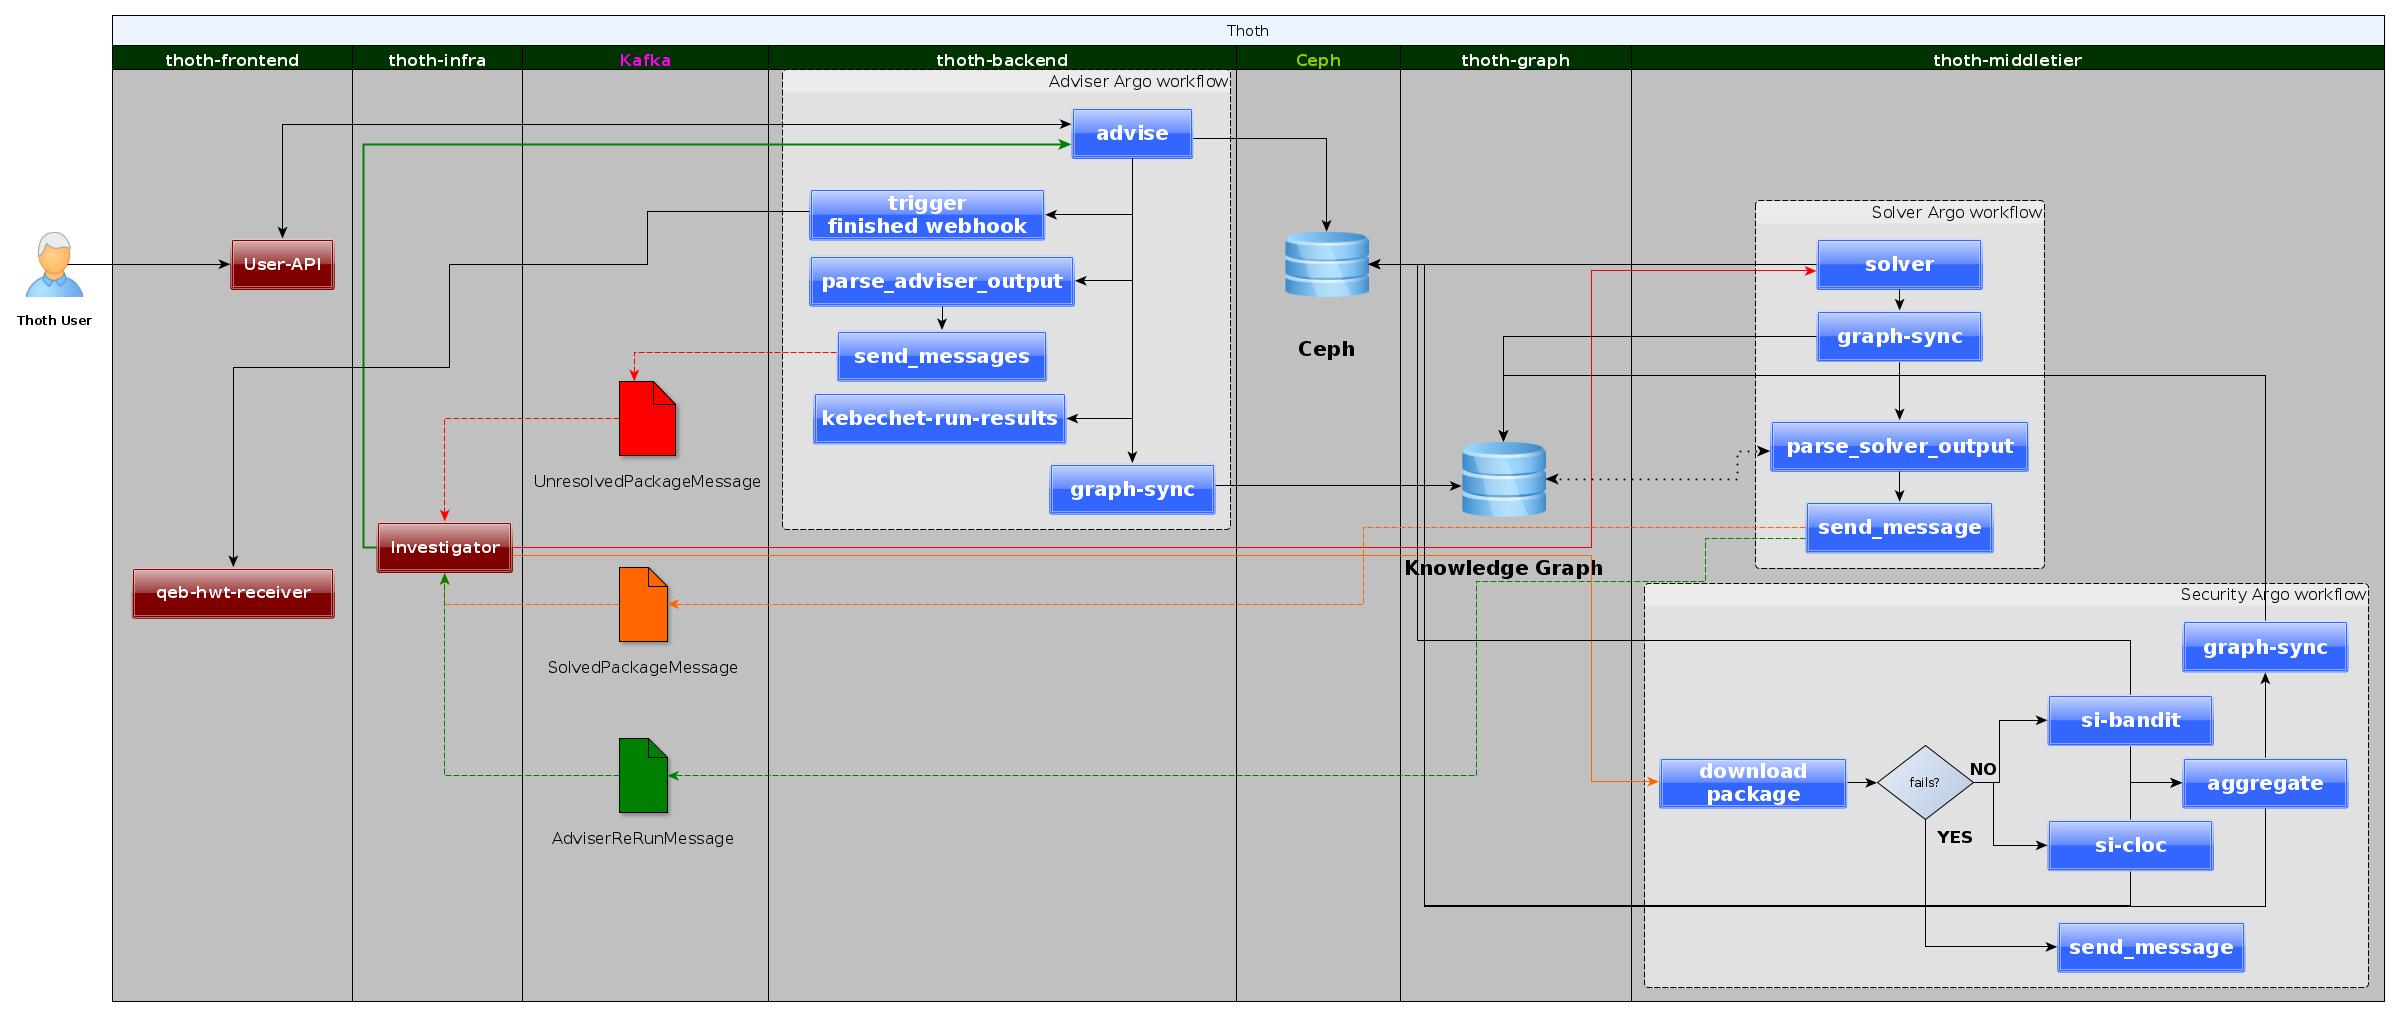 Thoth
thoth-frontend
thoth-infra
Kafka
thoth-backend
Ceph
thoth-graph
thoth-middletier
Adviser Argo workflow
advise
trigger
finished webhook
parse_adviser_output
send_messages
kebechet-run-results
graph-sync
User-API
Thoth User
qeb-hwt-receiver
Investigator
UnresolvedPackageMessage
SolvedPackageMessage
AdviserReRunMessage
Ceph
Knowledge Graph
Solver Argo workflow
solver
graph-sync
parse_solver_output
send_message
Security Argo workflow
graph-sync
si-bandit
download
package
fails?
NO
YES
aggregate
si-cloc
send_message